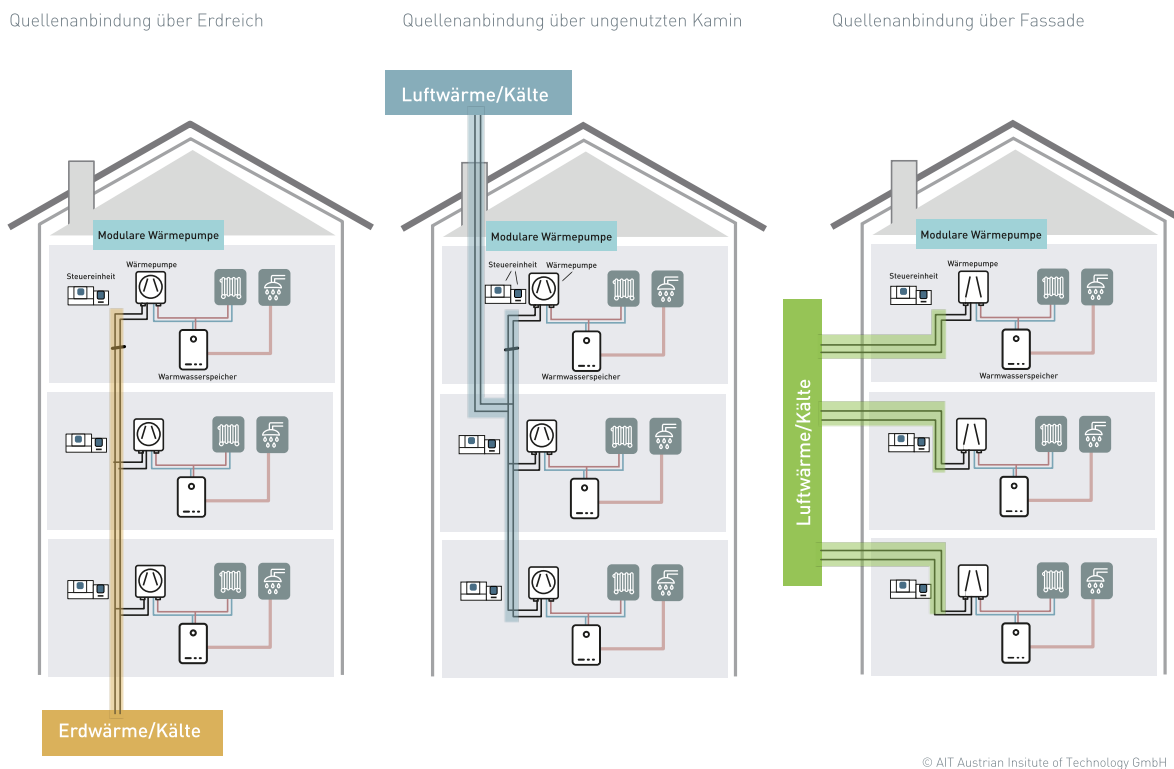 Quellenanbindung über Erdreich
Quellenanbindung über ungenutzten Kamin
Quellenanbindung über Fassade
Luftwärme/Kälte
Modulare Wärmepumpe
Steuereinheit
Wärmepumpe
Warmwasserspeicher
Erdwärme/Kälte
Modulare Wärmepumpe
Steuereinheit
Wärmepumpe
Warmwasserspeicher
Modulare Wärmepumpe
Steuereinheit
Wärmepumpe
Warmwasserspeicher
Luftwärme/Kälte
© AIT Austrian Insitute of Technology GmbH